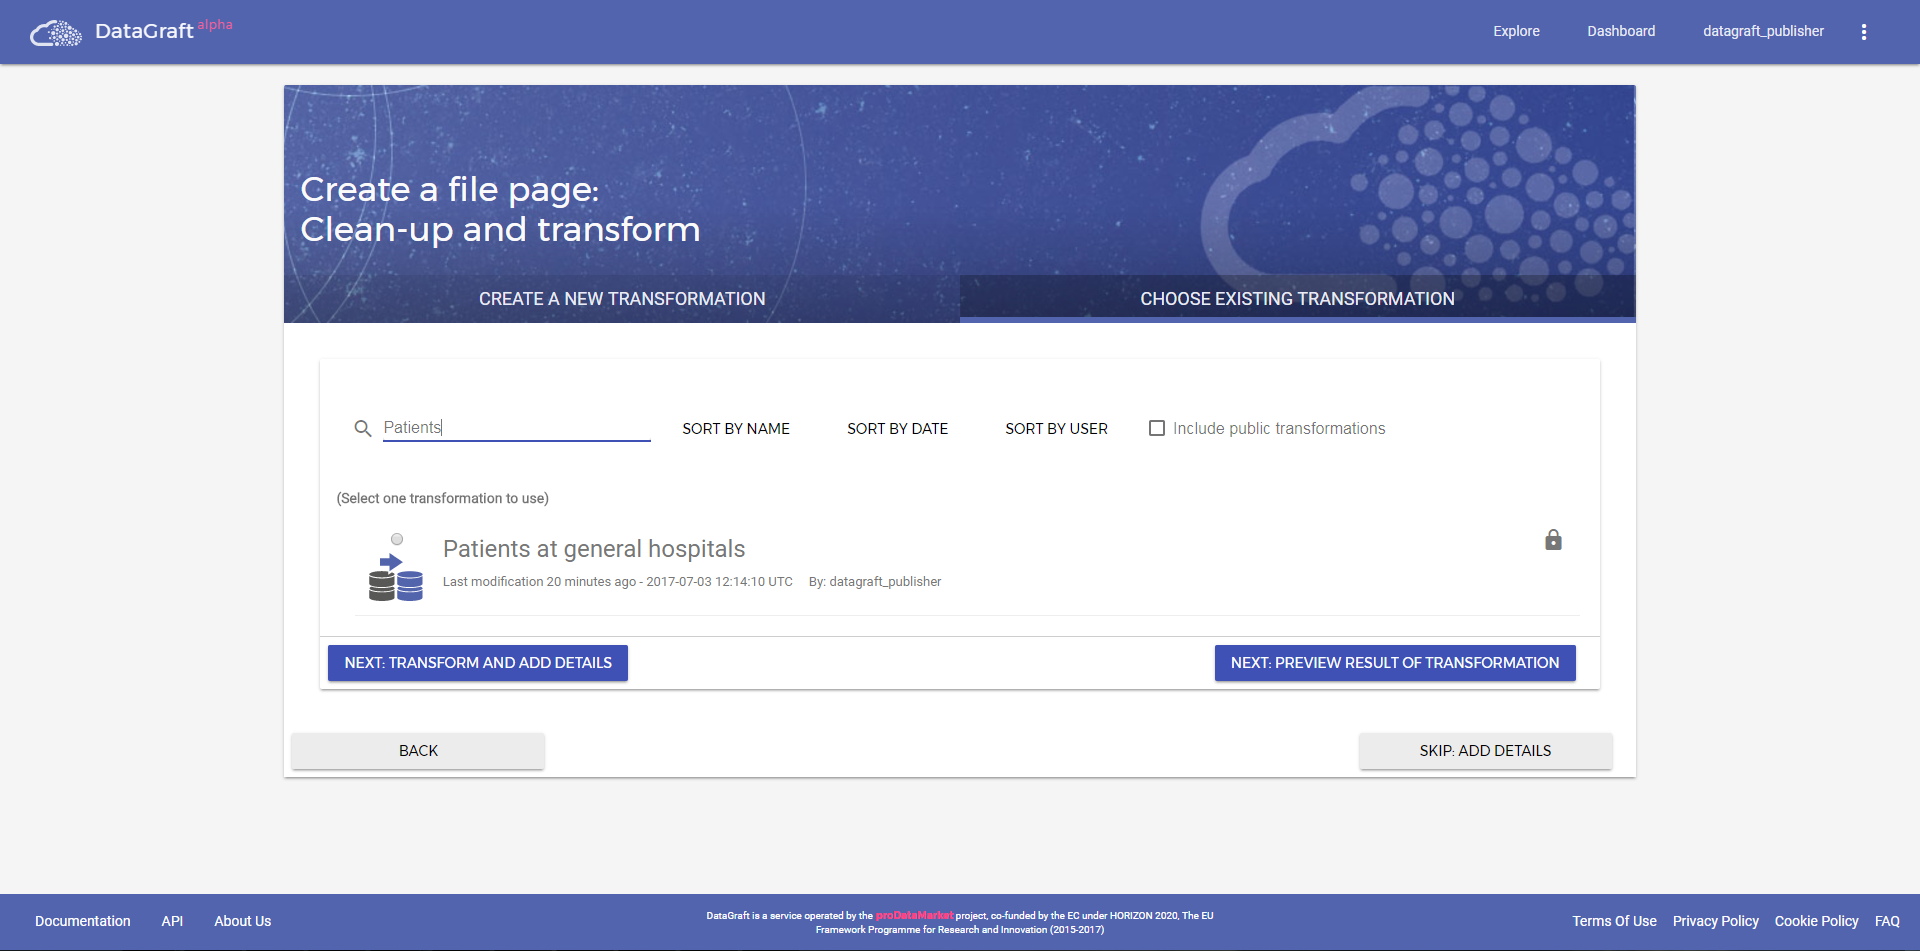 DataGraft alpha
Explore
Dashboard
datagraft_publisher
Create a file page:
Clean-up and transform
CREATE A NEW TRANSFORMATION
CHOOSE EXISTING TRANSFORMATION
Patients
SORT BY NAME
SORT BY DATE
SORT BY USER
Include public transformations
(Select one transformation to use)
Patients at general hospitals
Last modification 20 minutes ago - 2017-07-03 12:14:10 UTC
By: datagraft_publisher
NEXT: TRANSFORM AND ADD DETAILS
NEXT: PREVIEW RESULT OF TRANSFORMATION
BACK
SKIP: ADD DETAILS
Documentation
API
About Us
DataGraft is a service operated by the proDataMarket project, co-funded by the EC under HORIZON 2020, The EU
Framework Programme for Research and Innovation (2015-2017)
Terms Of Use
Privacy Policy
Cookie Policy
FAQ